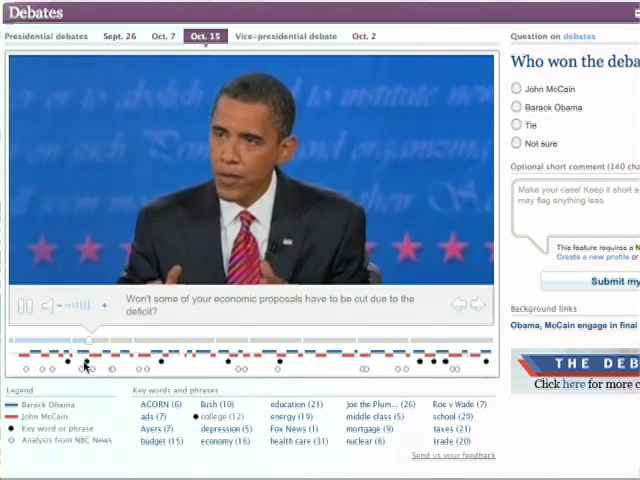 Debates
Presidential debates Sept. 26 Oct. 7 Oct. 15 Vice-presidential debate Oct. 2
Question on debates
Who won the deba
John McCain
Barack Obama
Tie
Not sure
Optional short comment (140 cha
Make your case! Keep it short a
may flag anything less.
This feature requires a N
Create a new profile or
Submit my
Background links
Obama, McCain engage in final
THE DEB
Click here for more c
Won't some of your economic proposals have to be cut due to the
deficit?
Legend
Barack Obama
John McCain
Key word or phrase
Analysis from NBC News
Key words and phrases
ACORN (6) Bush (10) education (21) Joe the Plum... (26) Roe v Wade (7)
ads (7) college (12) energy (19) middle class (5) school (29)
Ayers (7) depression (5) Fox News (1) mortgage (9) taxes (21)
budget (15) economy (16) health care (31) nuclear (6) trade (20)
Send us your feedback